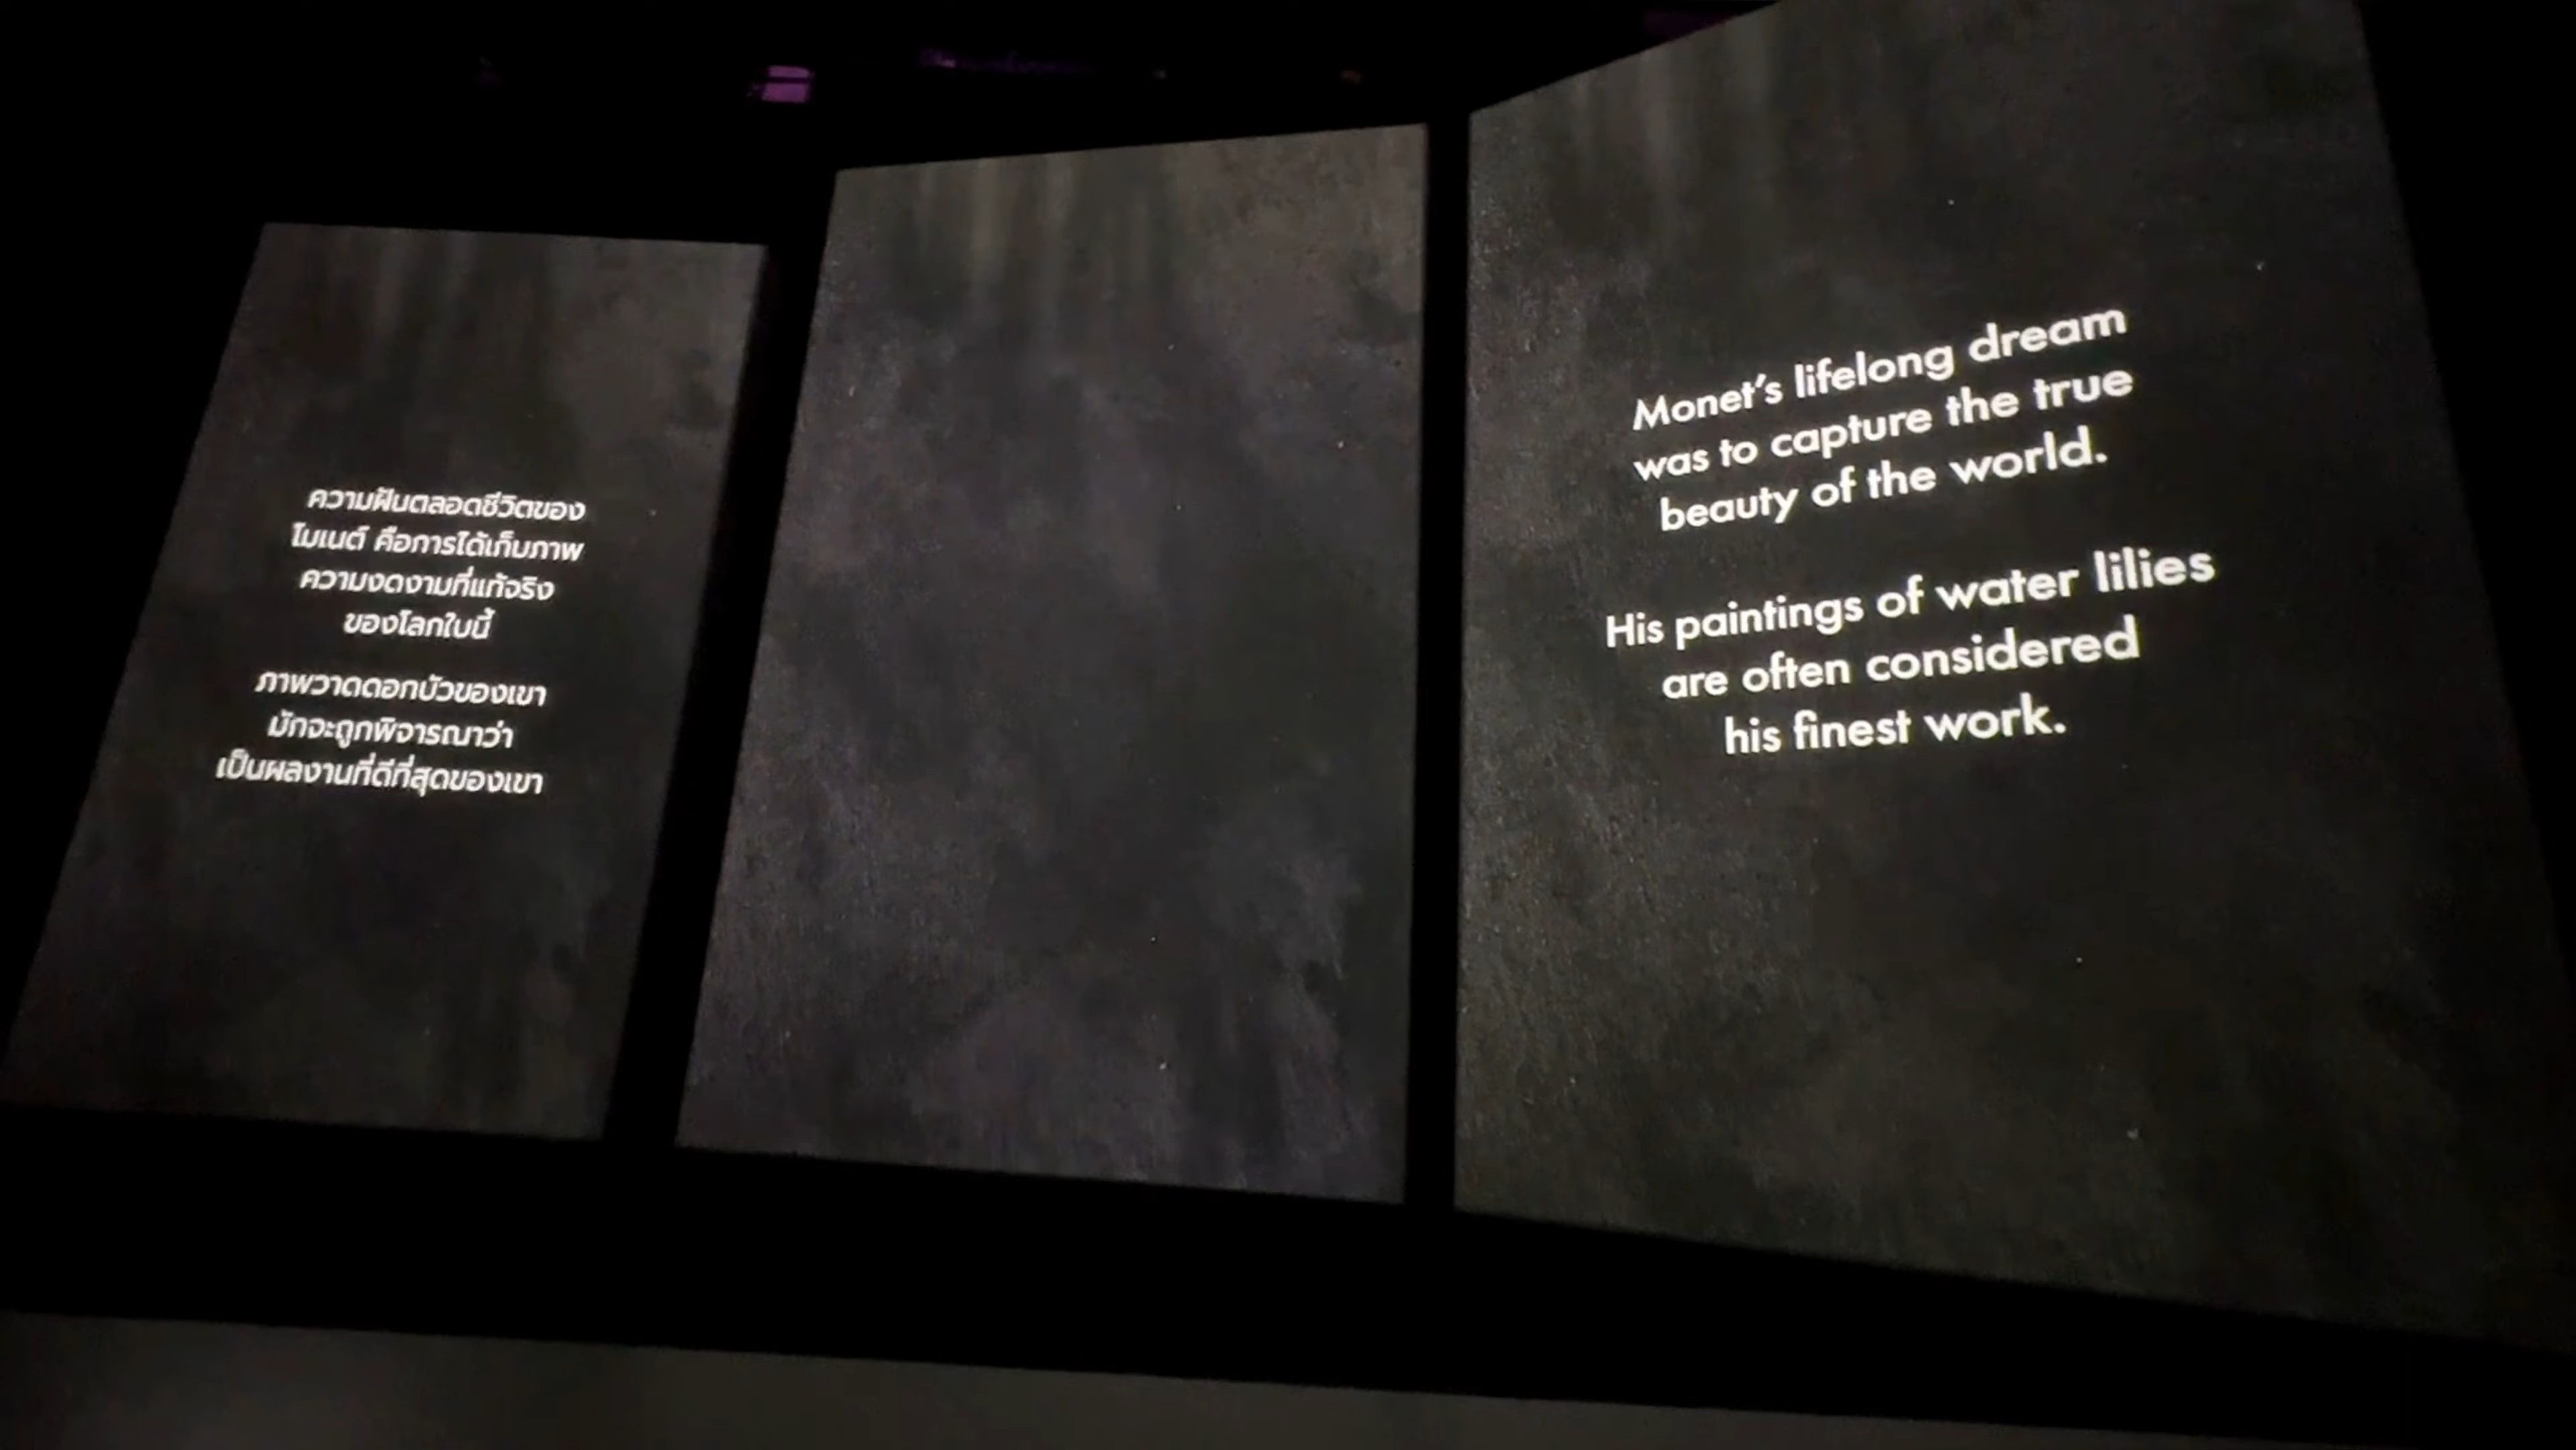 ความฝันตลอดชีวิตของ
โมเนต์ คือการได้เก็บภาพ
ความงดงามที่แท้จริง
ของโลกใบนี้
ภาพวาดดอกบัวของเขา
มักจะถูกพิจารณาว่า
เป็นผลงานที่ดีที่สุดของเขา
Monet's lifelong dream
was to capture the true
beauty of the world.
His paintings of water lilies
are often considered
his finest work.